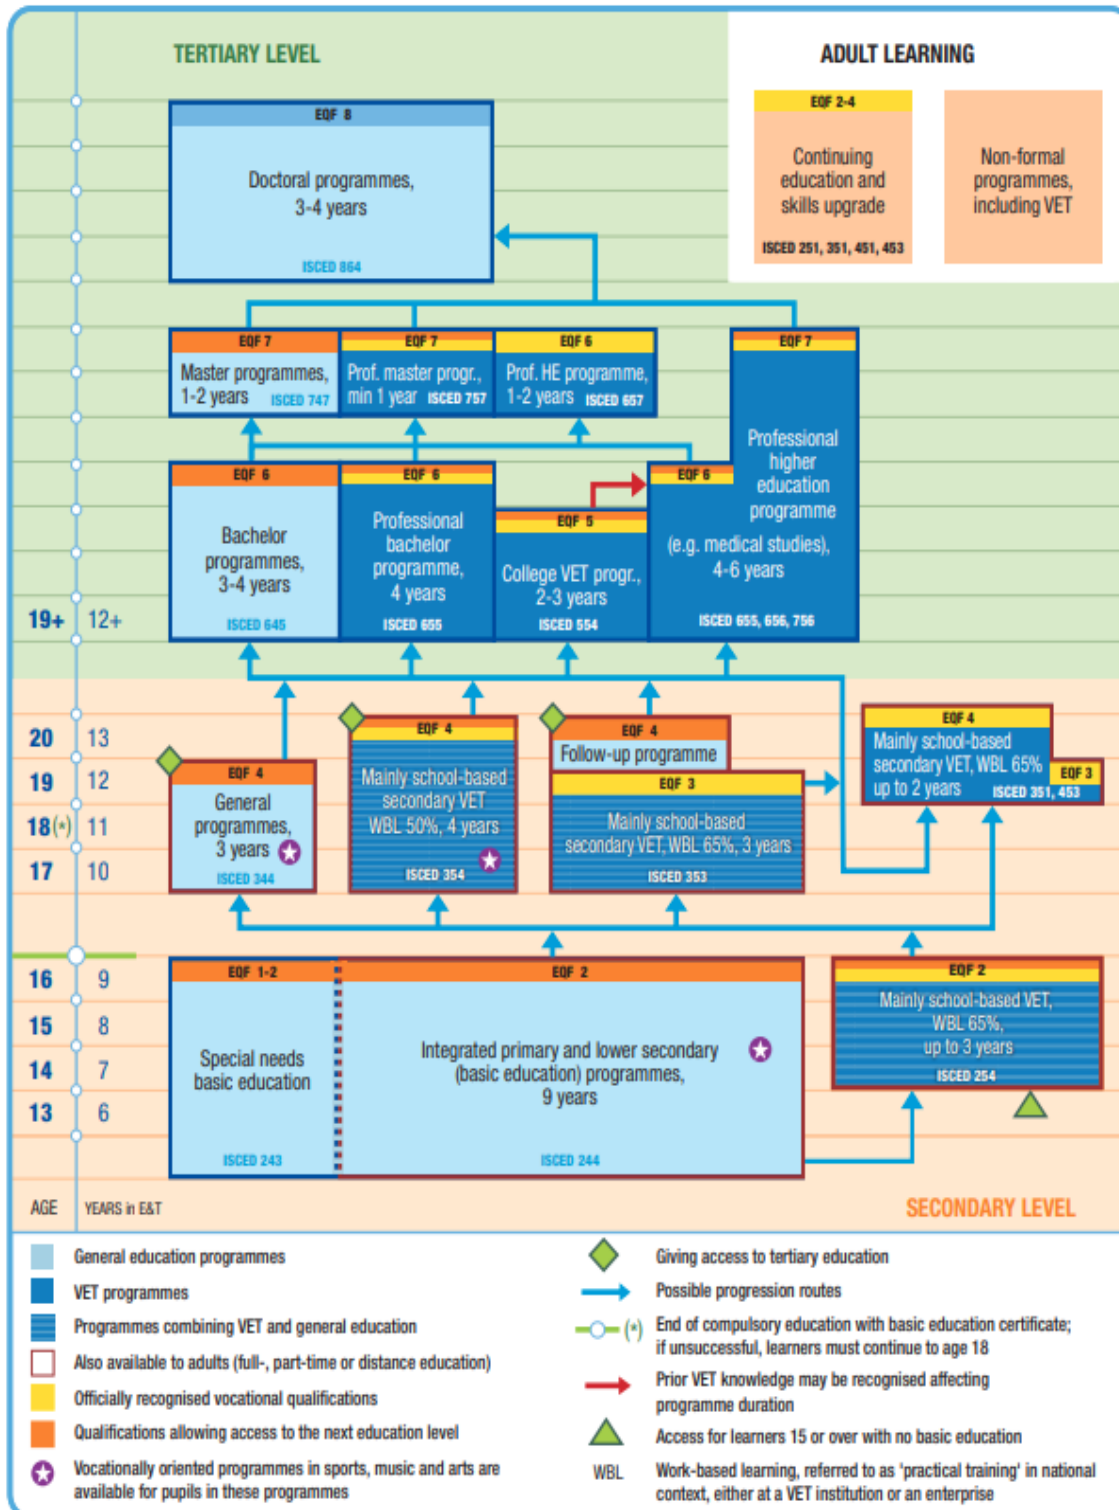 TERTIARY LEVEL
ADULT LEARNING
EQF 8
Doctoral programmes,
3-4 years
ISCED 864
EQF 2-4
Continuing
education and
skills upgrade
ISCED 251, 351, 451, 453
Non-formal
programmes,
including VET
EQF 7
Master programmes,
1-2 years ISCED 747
EQF 7
Prof. master progr.,
min 1 year ISCED 757
EQF 6
Prof. HE programme,
1-2 years ISCED 657
EQF 7
Professional
higher
education
programme
EQF 6
(e.g. medical studies),
4-6 years
ISCED 655, 656, 756
EQF 6
Bachelor
programmes,
3-4 years
ISCED 645
EQF 6
Professional
bachelor
programme,
4 years
ISCED 655
EQF 5
College VET progr.,
2-3 years
ISCED 554
19+ 12+
20 13
19 12
18(*) 11
17 10
EQF 4
General
programmes,
3 years
ISCED 344
EQF 4
Mainly school-based
secondary VET
WBL 50%, 4 years
ISCED 354
EQF 4
Follow-up programme
EQF 3
Mainly school-based
secondary VET, WBL 65%, 3 years
ISCED 353
EQF 4
Mainly school-based
secondary VET, WBL 65%
up to 2 years ISCED 351, 453
EQF 3
16 9
15 8
14 7
13 6
EQF 1-2
Special needs
basic education
ISCED 243
EQF 2
Integrated primary and lower secondary
(basic education) programmes,
9 years
ISCED 244
EQF 2
Mainly school-based VET,
WBL 65%,
up to 3 years
ISCED 254
AGE YEARS in E&T
SECONDARY LEVEL
General education programmes
VET programmes
Programmes combining VET and general education
Also available to adults (full-, part-time or distance education)
Officially recognised vocational qualifications
Qualifications allowing access to the next education level
Vocationally oriented programmes in sports, music and arts are
available for pupils in these programmes
Giving access to tertiary education
Possible progression routes
(*) End of compulsory education with basic education certificate;
if unsuccessful, learners must continue to age 18
Prior VET knowledge may be recognised affecting
programme duration
Access for learners 15 or over with no basic education
WBL Work-based learning, referred to as 'practical training' in national
context, either at a VET institution or an enterprise